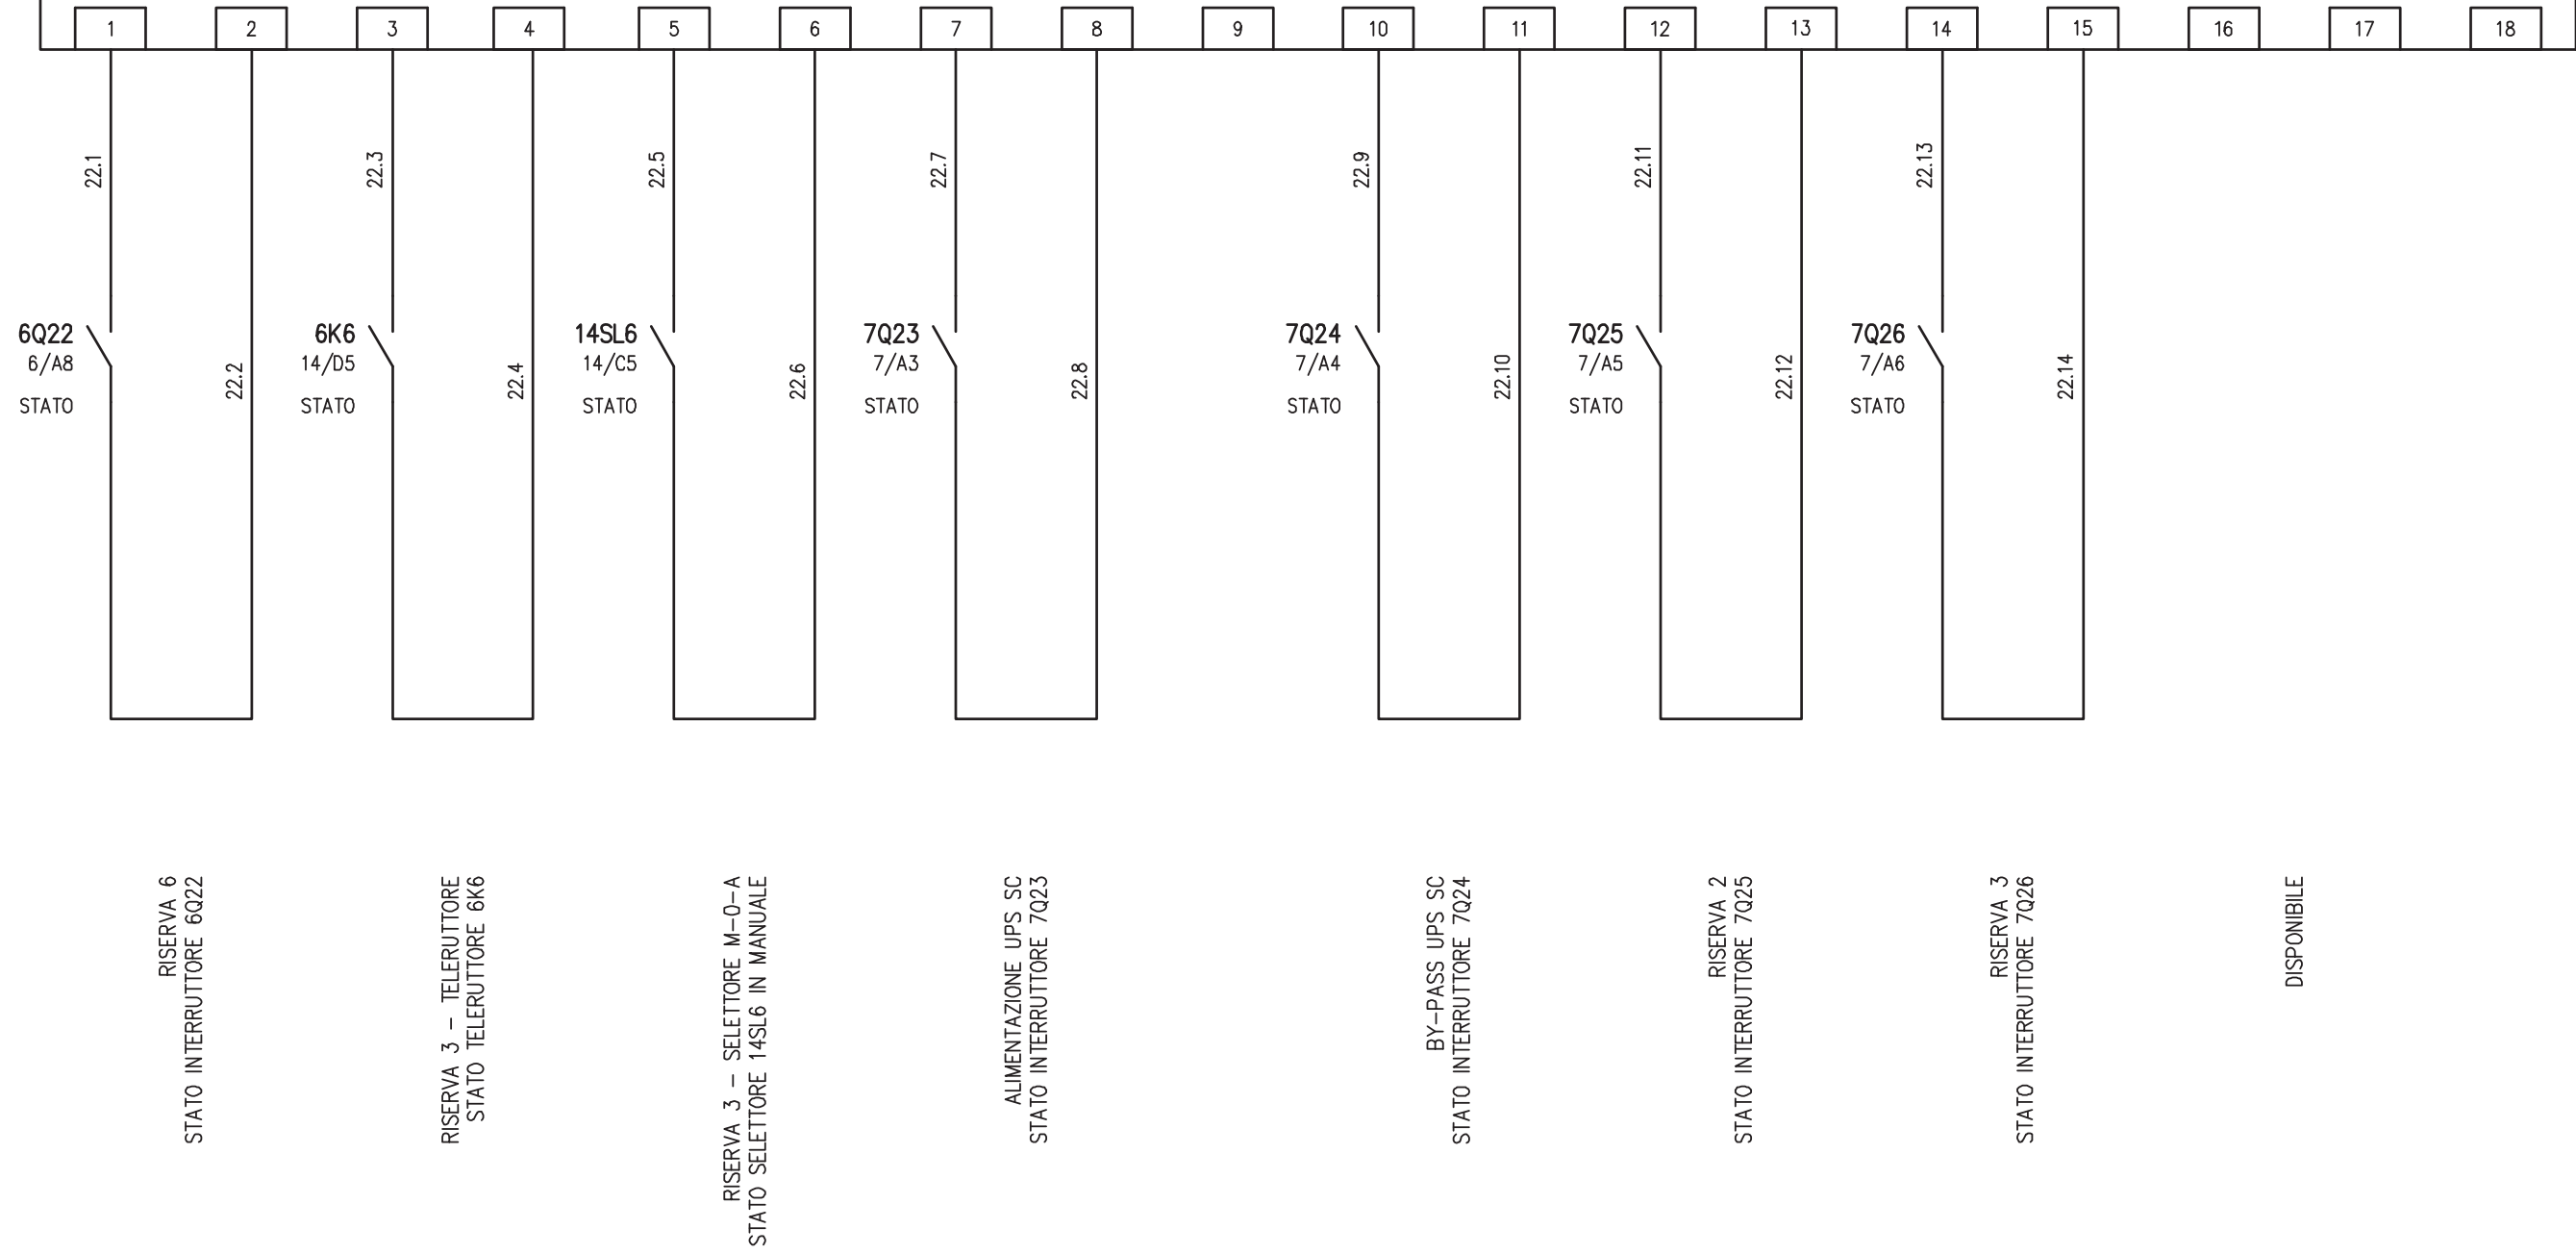 1 2 3 4 5 6 7 8 9 10 11 12 13 14 15 16 17 18
22.1 22.3 22.5 22.7 22.9 22.11 22.13
6Q22 6K6 14SL6 7Q23 7Q24 7Q25 7Q26
6/A8 14/D5 14/C5 7/A3 7/A4 7/A5 7/A6
22.2 22.4 22.6 22.8 22.10 22.12 22.14
STATO STATO STATO STATO STATO STATO STATO
RISERVA 6
STATO INTERRUTTORE 6Q22
RISERVA 3 - TELERUTTORE
STATO TELERUTTORE 6K6
RISERVA 3 - SELETTORE M-0-A
STATO SELETTORE 14SL6 IN MANUALE
ALIMENTAZIONE UPS SC
STATO INTERRUTTORE 7Q23
BY-PASS UPS SC
STATO INTERRUTTORE 7Q24
RISERVA 2
STATO INTERRUTTORE 7Q25
RISERVA 3
STATO INTERRUTTORE 7Q26
DISPONIBILE